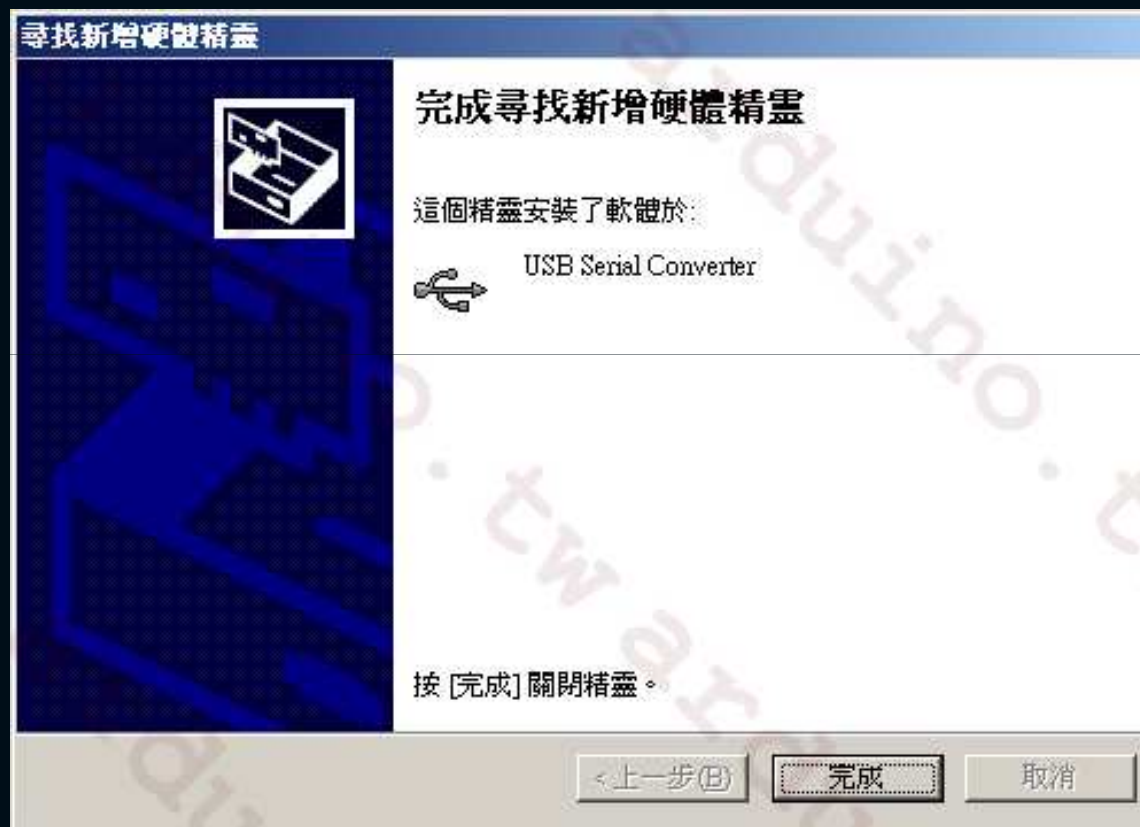 尋找新增硬體精靈
完成尋找新增硬體精靈
這個精靈安裝了軟體於:
USB Serial Converter
按 [完成] 關閉精靈。
<上一步(B)
完成
取消
arduino.tw